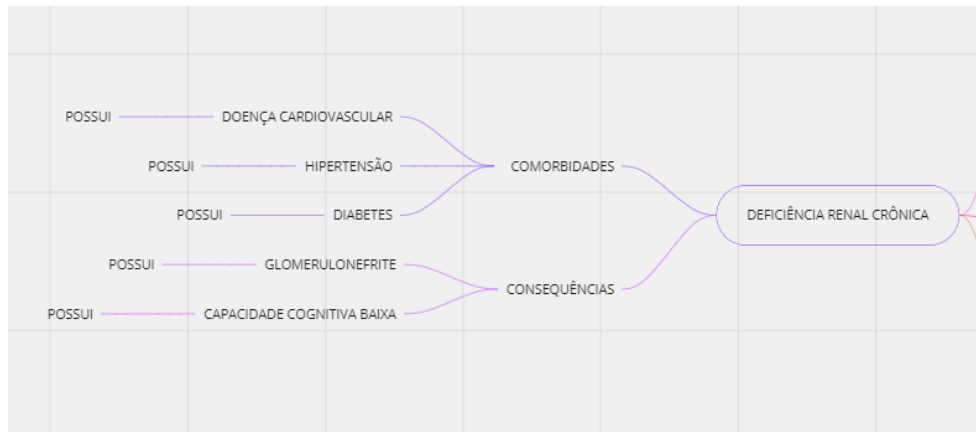 POSSUI DOENÇA CARDIOVASCULAR
POSSUI HIPERTENSÃO COMORBIDADES
POSSUI DIABETES DEFICIÊNCIA RENAL CRÔNICA
POSSUI GLOMERULONEFRITE
CONSEQUÊNCIAS
POSSUI CAPACIDADE COGNITIVA BAIXA